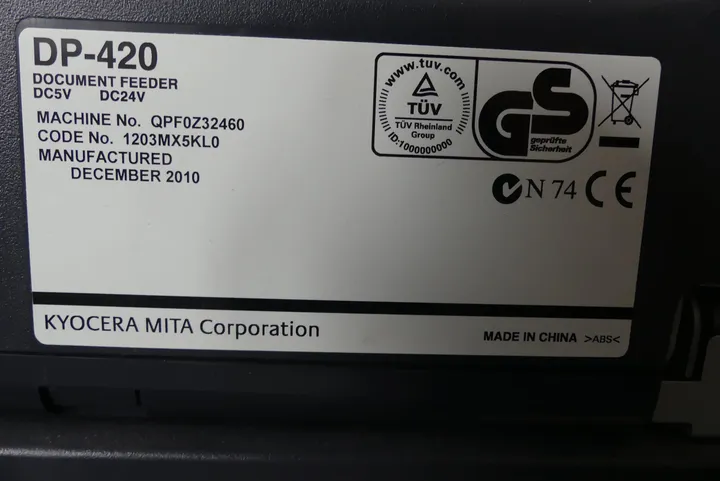 DP-420
DOCUMENT FEEDER
DC5V DC24V
MACHINE No. QPF0Z32460
CODE No. 1203MX5KL0
MANUFACTURED
DECEMBER 2010
www.tuv.com
TÜV
TÜV Rheinland
Group
ID:1000000000
GS
geprüfte
Sicherheit
N 74 CE
KYOCERA MITA Corporation
MADE IN CHINA >ABS<